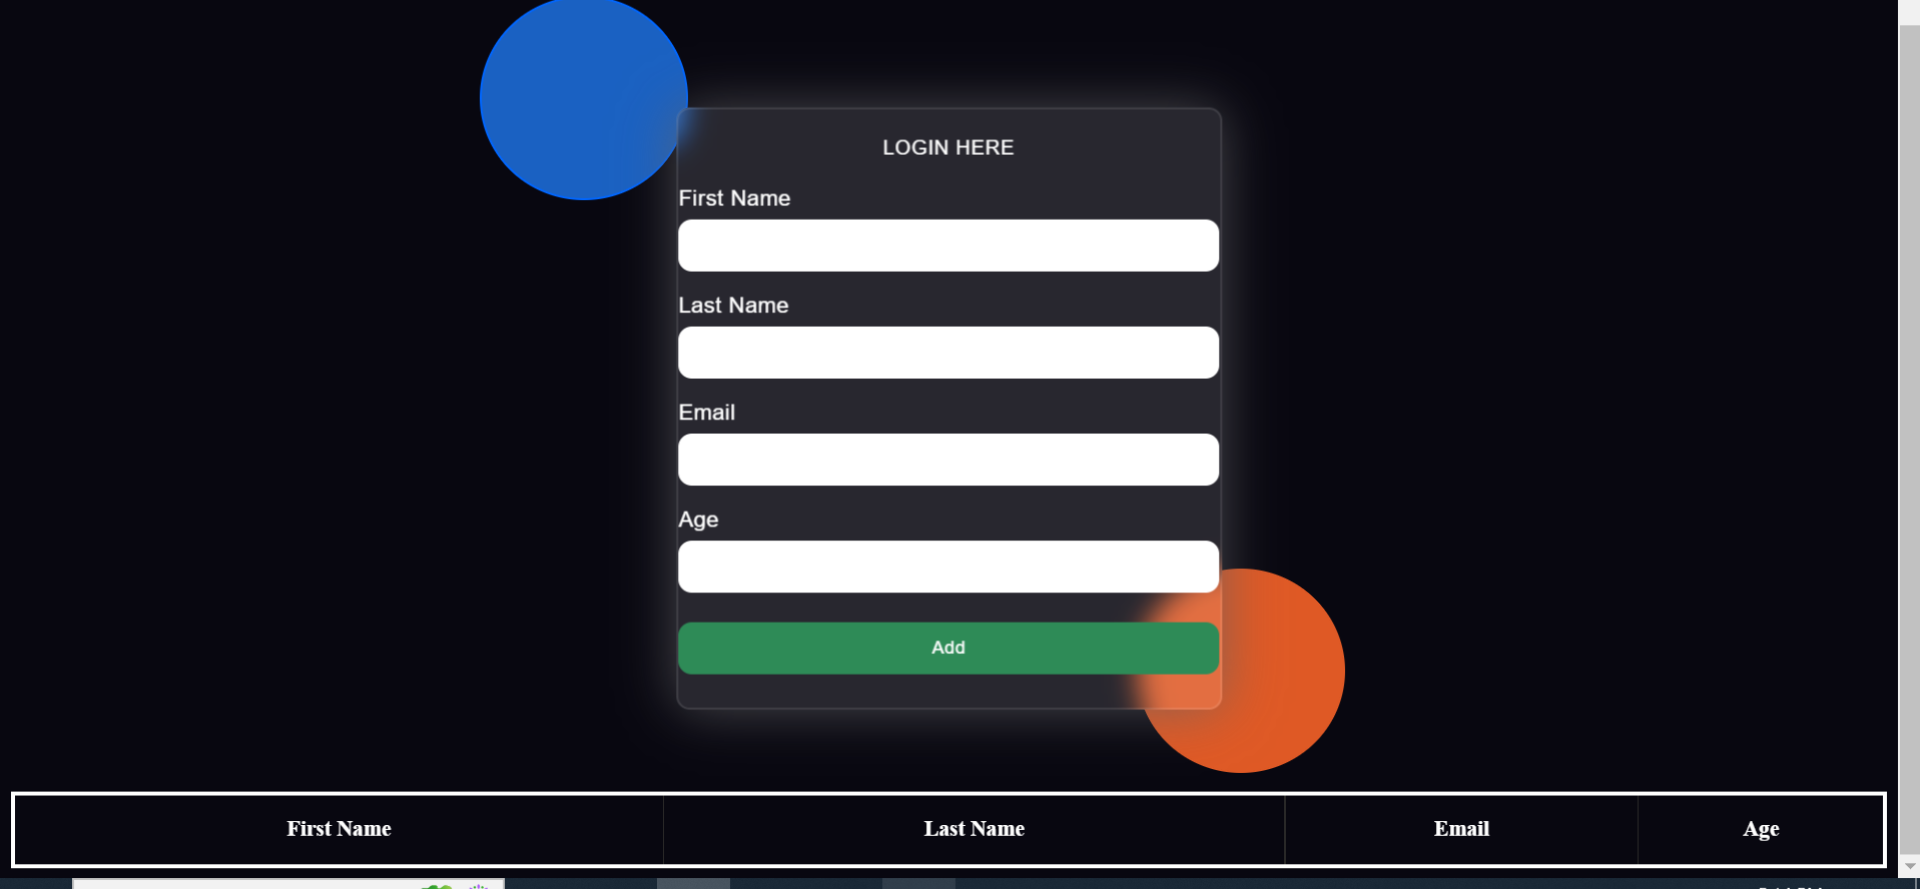 LOGIN HERE
First Name
Last Name
Email
Age
Add
First Name Last Name Email Age